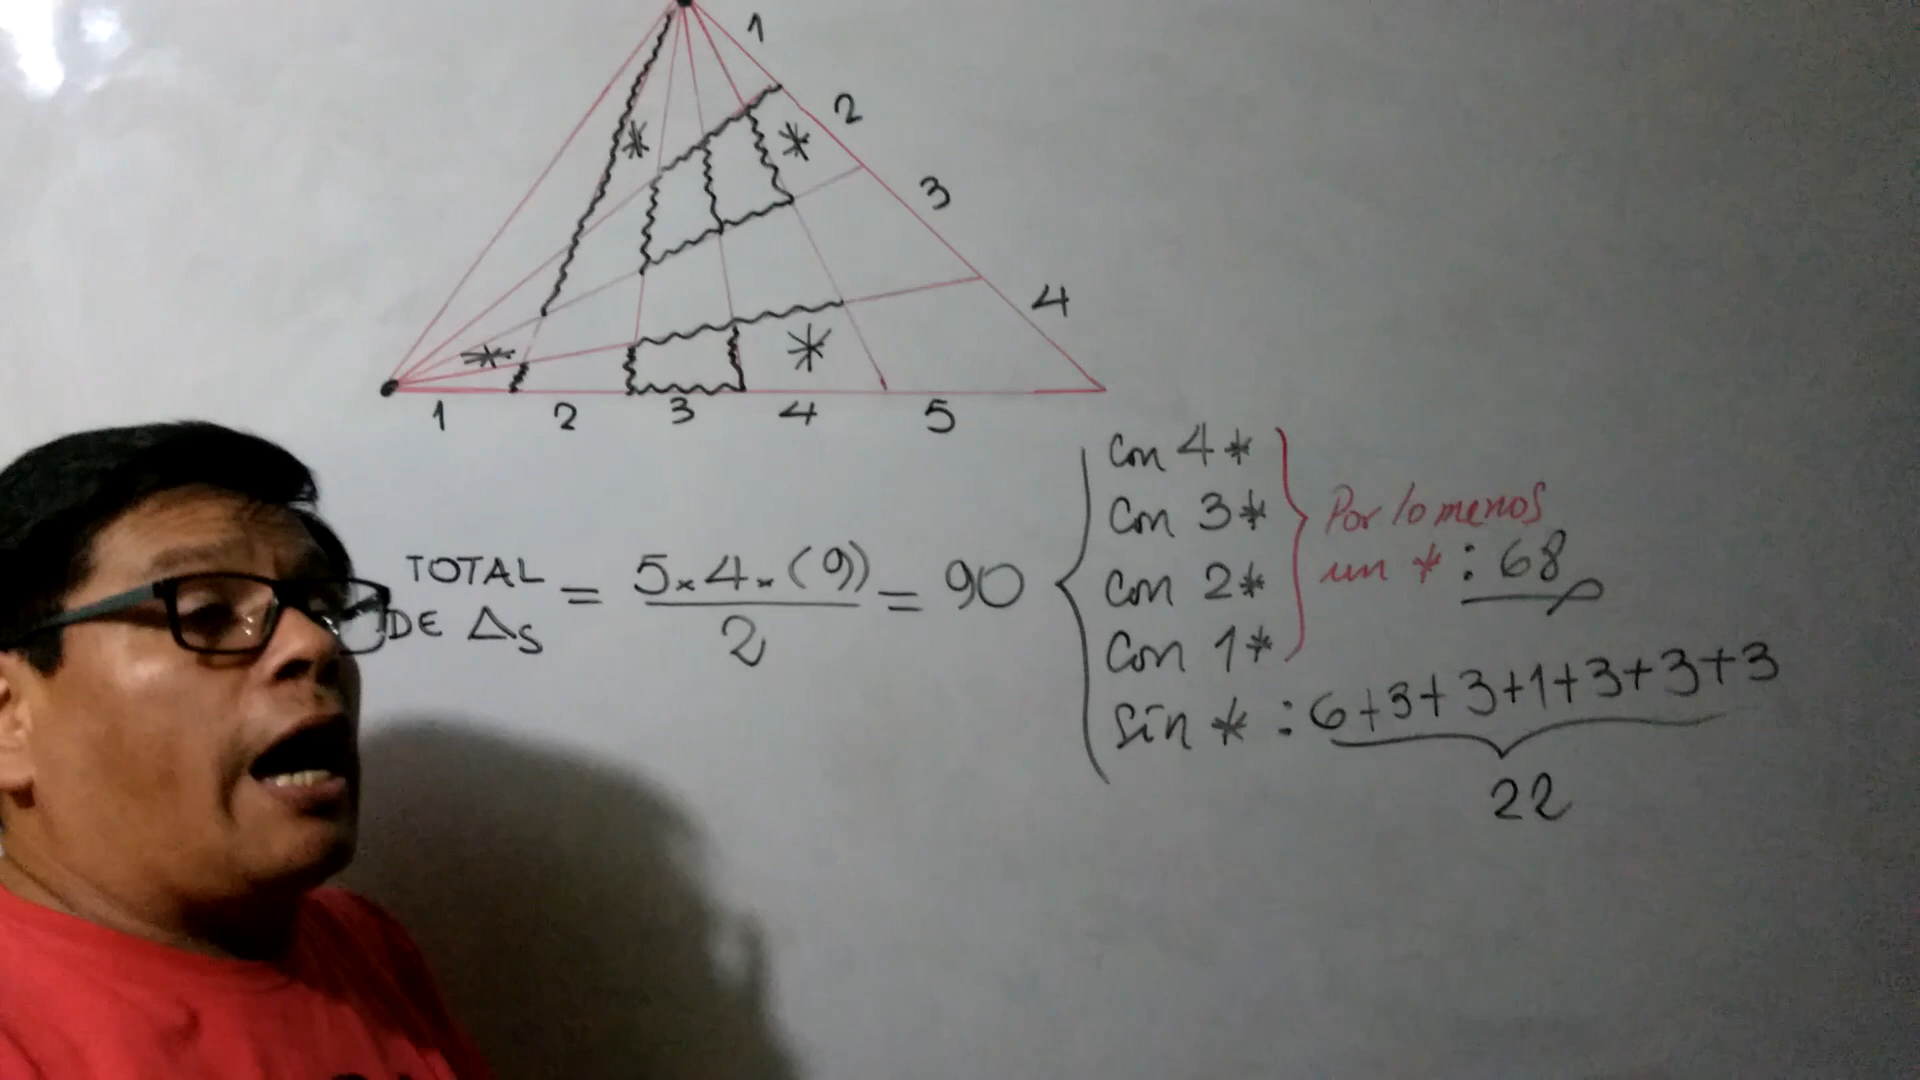 1
*
*
2
3
*
*
4
1 2 3 4 5
TOTAL DE △s = 5×4×(9) / 2 = 90
Con 4*
Con 3*
Con 2*
Con 1*
Por lo menos
un * : 68
Sin * : 6+3+3+1+3+3+3
22